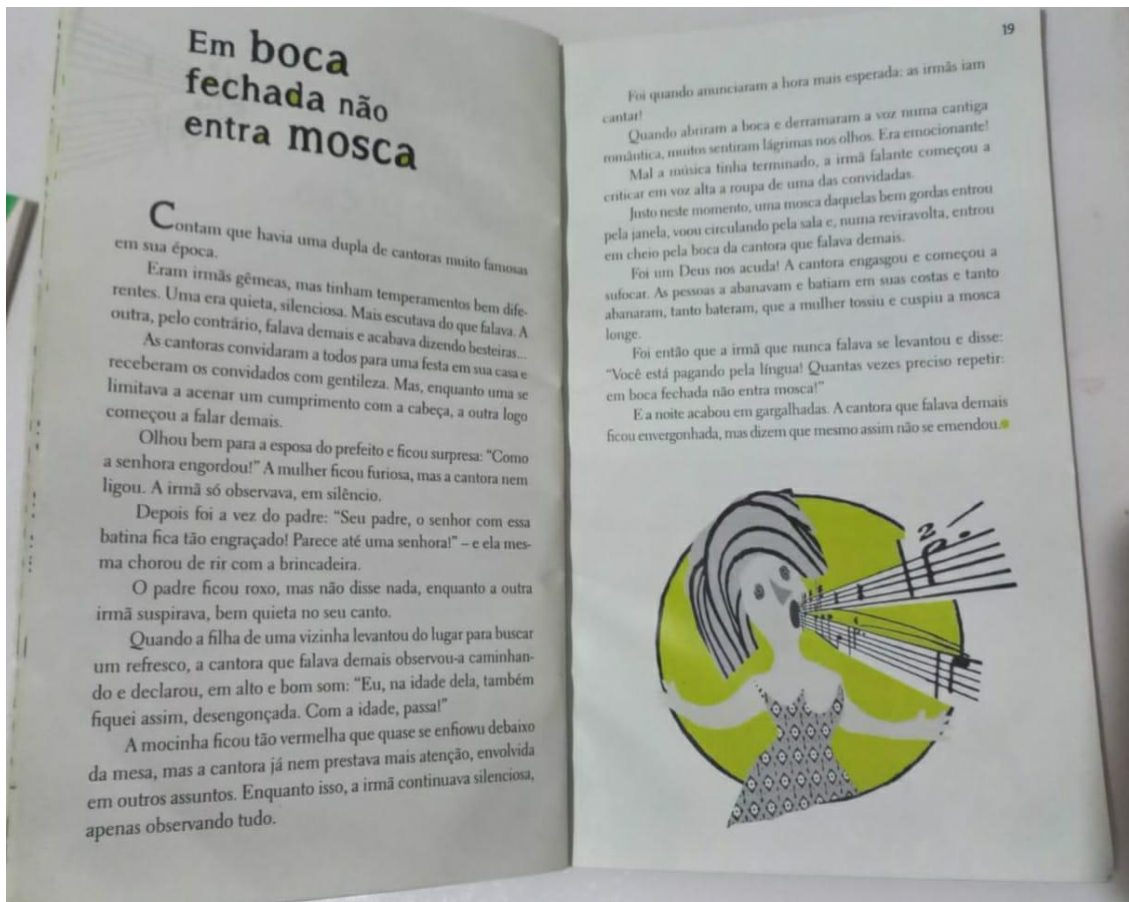 Em boca
fechada não
entra mosca
Contam que havia uma dupla de cantoras muito famosas
em sua época.
Eram irmãs gêmeas, mas tinham temperamentos bem dife-
rentes. Uma era quieta, silenciosa. Mais escutava do que falava. A
outra, pelo contrário, falava demais e acabava dizendo besteiras...
As cantoras convidaram a todos para uma festa em sua casa e
receberam os convidados com gentileza. Mas, enquanto uma se
limitava a acenar um cumprimento com a cabeça, a outra logo
começou a falar demais.
Olhou bem para a esposa do prefeito e ficou surpresa: “Como
a senhora engordou!” A mulher ficou furiosa, mas a cantora nem
ligou. A irmã só observava, em silêncio.
Depois foi a vez do padre: “Seu padre, o senhor com essa
batina fica tão engraçado! Parece até uma senhora!” – e ela mes-
ma chorou de rir com a brincadeira.
O padre ficou roxo, mas não disse nada, enquanto a outra
irmã suspirava, bem quieta no seu canto.
Quando a filha de uma vizinha levantou do lugar para buscar
um refresco, a cantora que falava demais observou-a caminhan-
do e declarou, em alto e bom som: “Eu, na idade dela, também
fiquei assim, desengonçada. Com a idade, passa!”
A mocinha ficou tão vermelha que quase se enfiowu debaixo
da mesa, mas a cantora já nem prestava mais atenção, envolvida
em outros assuntos. Enquanto isso, a irmã continuava silenciosa,
apenas observando tudo.
19
Foi quando anunciaram a hora mais esperada: as irmãs iam
cantar!
Quando abriram a boca e derramaram a voz numa cantiga
romântica, muitos sentiram lágrimas nos olhos. Era emocionante!
Mal a música tinha terminado, a irmã falante começou a
criticar em voz alta a roupa de uma das convidadas.
Justo neste momento, uma mosca daquelas bem gordas entrou
pela janela, voou circulando pela sala e, numa reviravolta, entrou
em cheio pela boca da cantora que falava demais.
Foi um Deus nos acuda! A cantora engasgou e começou a
sufocar. As pessoas a abanavam e batiam em suas costas e tanto
abanaram, tanto bateram, que a mulher tossiu e cuspiu a mosca
longe.
Foi então que a irmã que nunca falava se levantou e disse:
“Você está pagando pela língua! Quantas vezes preciso repetir:
em boca fechada não entra mosca!”
E a noite acabou em gargalhadas. A cantora que falava demais
ficou envergonhada, mas dizem que mesmo assim não se emendou.
2